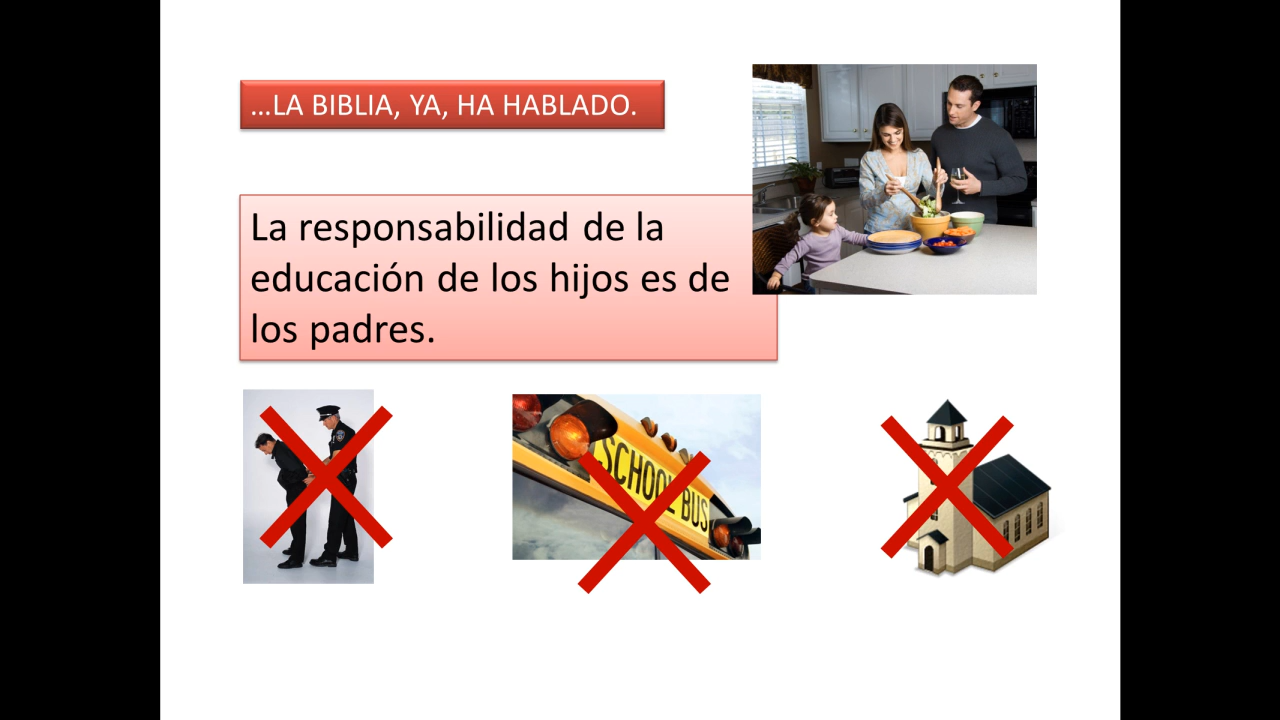 ...LA BIBLIA, YA, HA HABLADO.
La responsabilidad de la
educación de los hijos es de
los padres.
SCHOOL BUS